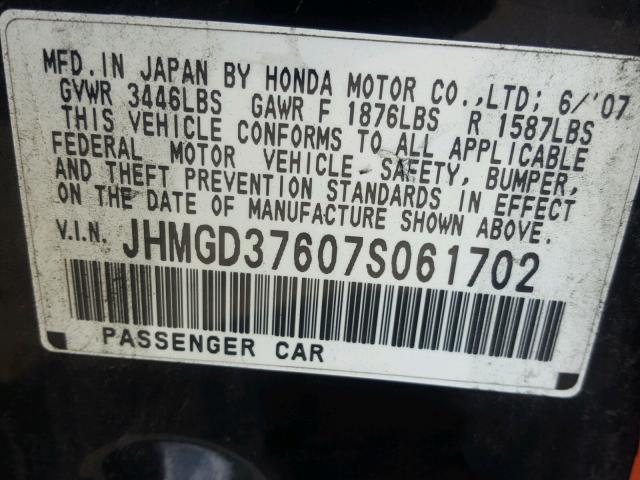 MFD. IN JAPAN BY HONDA MOTOR CO., LTD; 6/'07
GVWR 3446LBS GAWR F 1876LBS R 1587LBS
THIS VEHICLE CONFORMS TO ALL APPLICABLE
FEDERAL MOTOR VEHICLE SAFETY, BUMPER,
AND THEFT PREVENTION STANDARDS IN EFFECT
ON THE DATE OF MANUFACTURE SHOWN ABOVE.
V.I.N. JHMGD37607S061702
PASSENGER CAR